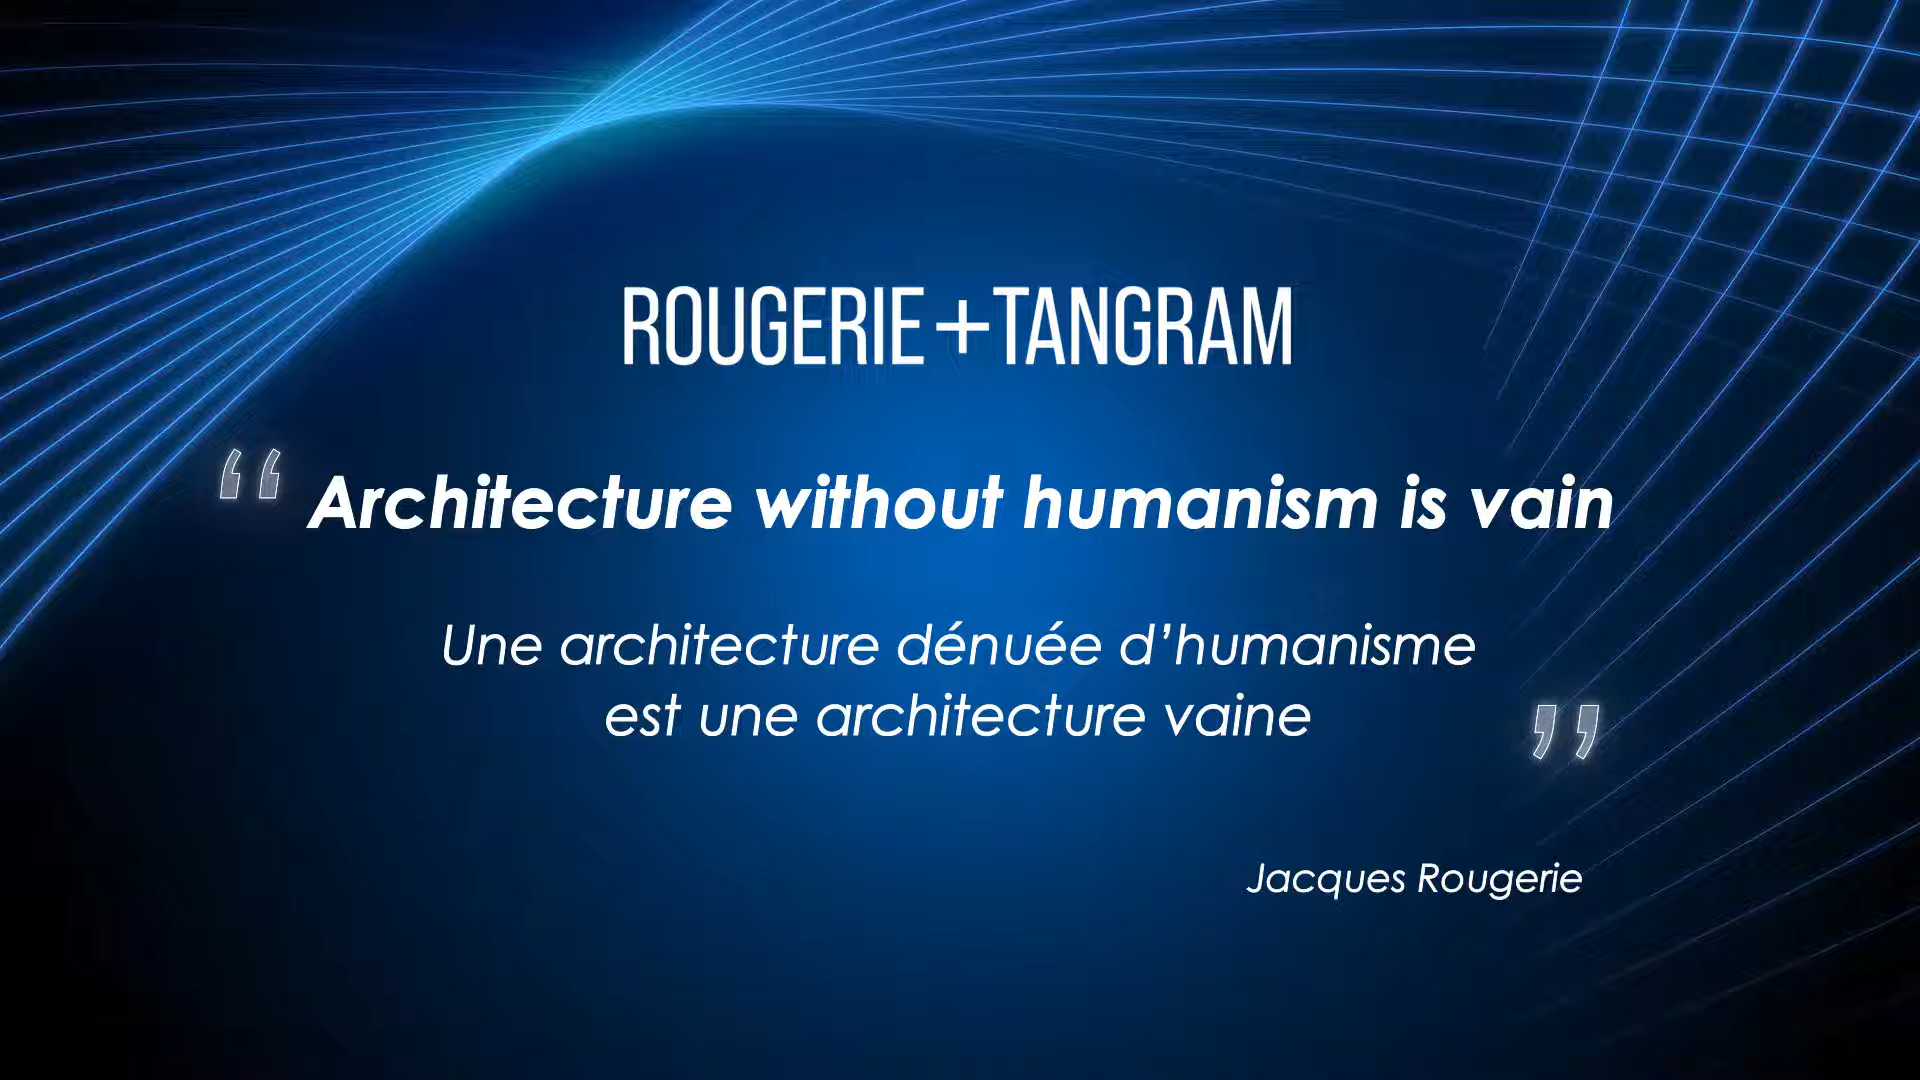 ROUGERIE+TANGRAM
“ Architecture without humanism is vain
Une architecture dénuée d’humanisme
est une architecture vaine ”
Jacques Rougerie